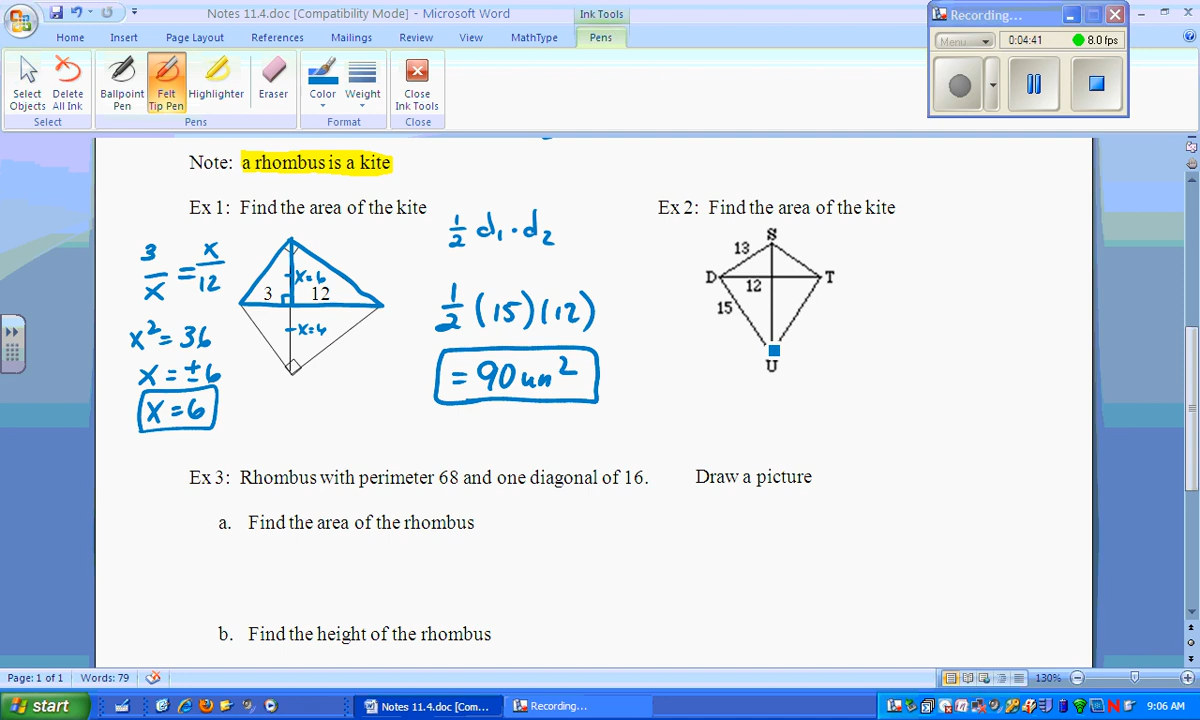 Notes 11.4.doc [Compatibility Mode] - Microsoft Word
Ink Tools
Recording...
Home Insert Page Layout References Mailings Review View MathType Pens
Menu 0:04:41 8.0 fps
Select Objects
Delete All Ink
Ballpoint Pen
Felt Tip Pen
Highlighter
Eraser
Color
Weight
Close Ink Tools
Select Pens Format Close
Note: a rhombus is a kite
Ex 1: Find the area of the kite
Ex 2: Find the area of the kite
3/x = x/12
x² = 36
x = ±6
x = 6
x=6
3 12
1/2 d₁ · d₂
1/2 (15)(12)
= 90 un²
S
13
D T
12
15
U
Ex 3: Rhombus with perimeter 68 and one diagonal of 16. Draw a picture
a. Find the area of the rhombus
b. Find the height of the rhombus
Page: 1 of 1 Words: 79 130%
start Notes 11.4.doc [Com... Recording... 9:06 AM